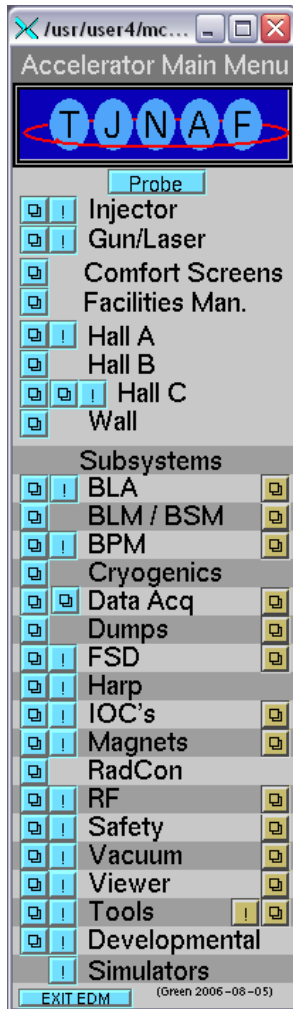 /usr/user4/mc...
Accelerator Main Menu
T J N A F
Probe
! Injector
! Gun/Laser
Comfort Screens
Facilities Man.
! Hall A
Hall B
! Hall C
Wall
Subsystems
! BLA
BLM / BSM
! BPM
Cryogenics
Data Acq
Dumps
! FSD
! Harp
! IOC's
! Magnets
RadCon
! RF
! Safety
! Vacuum
! Viewer
! Tools !
! Developmental
! Simulators
EXIT EDM (Green 2006-08-05)